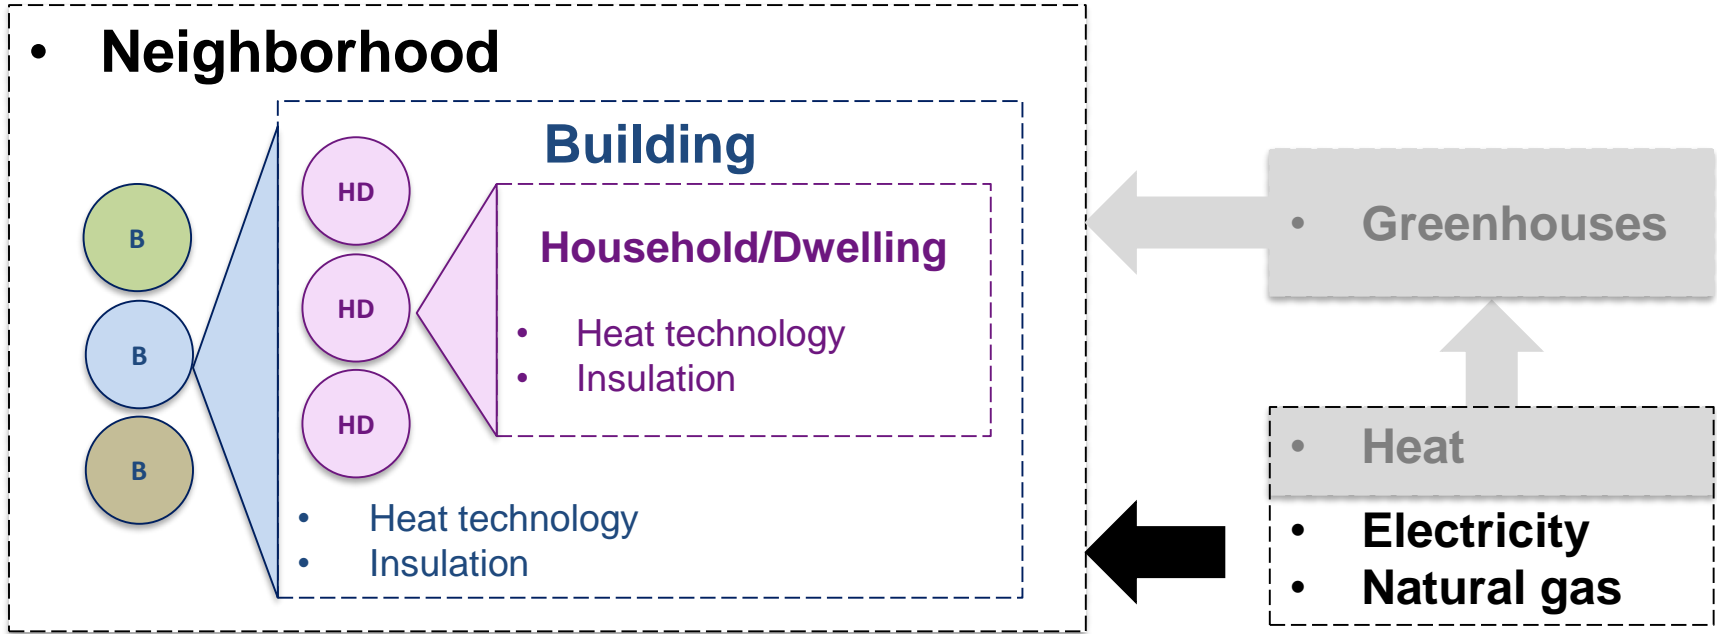 • Neighborhood
Building
B
B
B
HD
HD
HD
Household/Dwelling
• Heat technology
• Insulation
• Heat technology
• Insulation
• Greenhouses
• Heat
• Electricity
• Natural gas